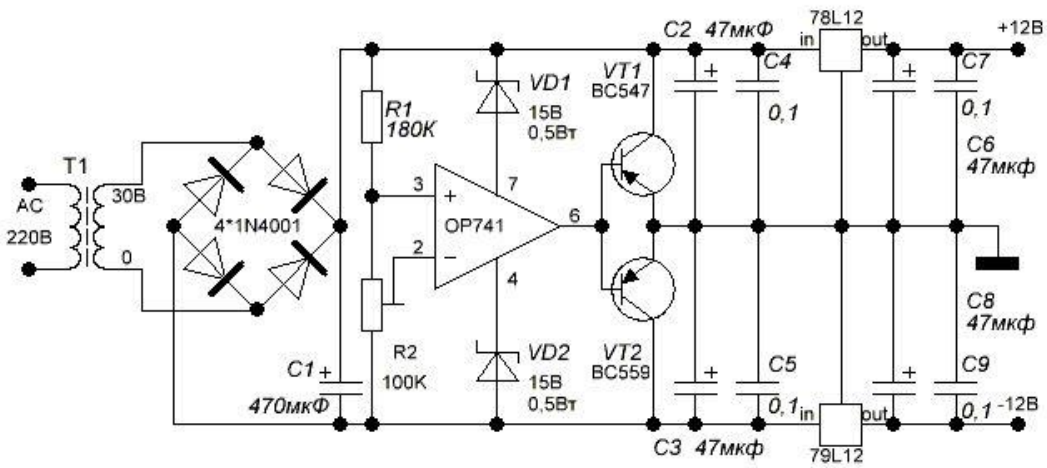 C2 47мкФ
78L12
+12В
in
out
VD1
VT1
BC547
C4
C7
R1
180К
15В
0,5Вт
0,1
0,1
T1
30В
3
+
7
C6
47мкф
AC
220В
4*1N4001
OP741
6
2
−
0
4
C8
47мкф
C1
470мкФ
+
R2
100К
VD2
15В
0,5Вт
VT2
BC559
C5
0,1
C9
0,1
-12В
in
out
C3 47мкф
79L12
+
+
+
+